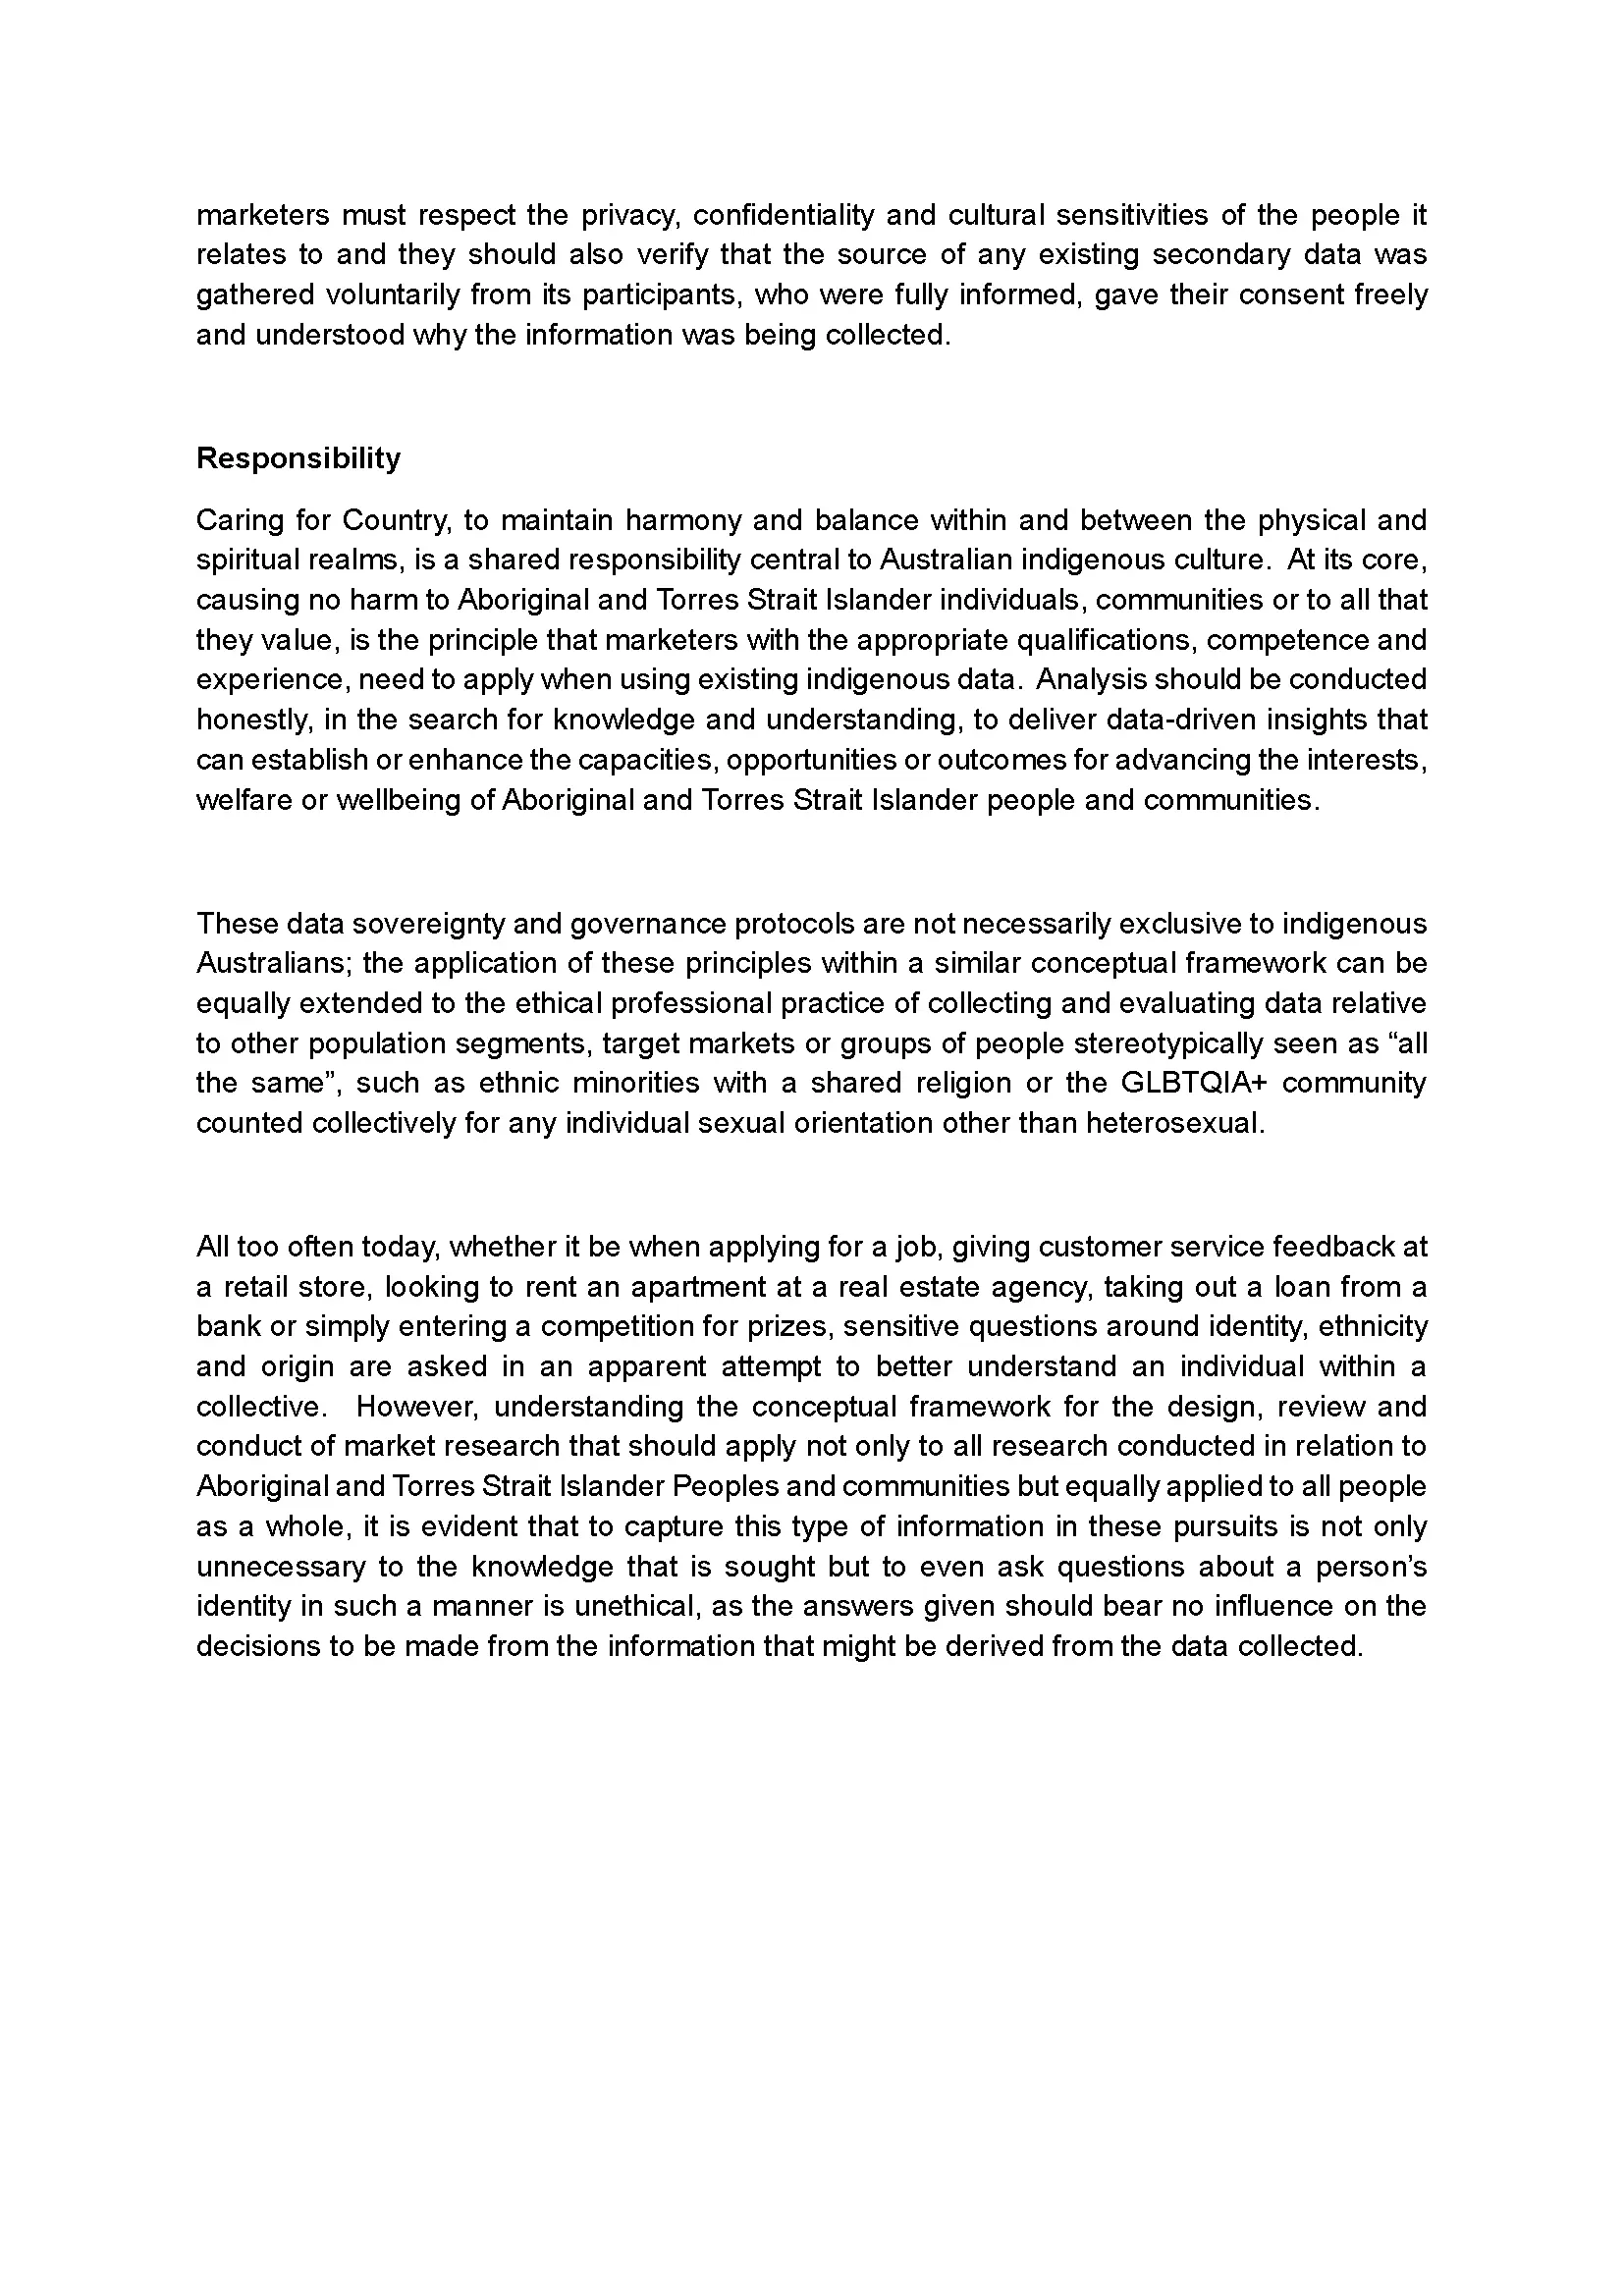 marketers must respect the privacy, confidentiality and cultural sensitivities of the people it
relates to and they should also verify that the source of any existing secondary data was
gathered voluntarily from its participants, who were fully informed, gave their consent freely
and understood why the information was being collected.
Responsibility
Caring for Country, to maintain harmony and balance within and between the physical and
spiritual realms, is a shared responsibility central to Australian indigenous culture.  At its core,
causing no harm to Aboriginal and Torres Strait Islander individuals, communities or to all that
they value, is the principle that marketers with the appropriate qualifications, competence and
experience, need to apply when using existing indigenous data.  Analysis should be conducted
honestly, in the search for knowledge and understanding, to deliver data-driven insights that
can establish or enhance the capacities, opportunities or outcomes for advancing the interests,
welfare or wellbeing of Aboriginal and Torres Strait Islander people and communities.
These data sovereignty and governance protocols are not necessarily exclusive to indigenous
Australians; the application of these principles within a similar conceptual framework can be
equally extended to the ethical professional practice of collecting and evaluating data relative
to other population segments, target markets or groups of people stereotypically seen as “all
the same”, such as ethnic minorities with a shared religion or the GLBTQIA+ community
counted collectively for any individual sexual orientation other than heterosexual.
All too often today, whether it be when applying for a job, giving customer service feedback at
a retail store, looking to rent an apartment at a real estate agency, taking out a loan from a
bank or simply entering a competition for prizes, sensitive questions around identity, ethnicity
and origin are asked in an apparent attempt to better understand an individual within a
collective.  However, understanding the conceptual framework for the design, review and
conduct of market research that should apply not only to all research conducted in relation to
Aboriginal and Torres Strait Islander Peoples and communities but equally applied to all people
as a whole, it is evident that to capture this type of information in these pursuits is not only
unnecessary to the knowledge that is sought but to even ask questions about a person’s
identity in such a manner is unethical, as the answers given should bear no influence on the
decisions to be made from the information that might be derived from the data collected.